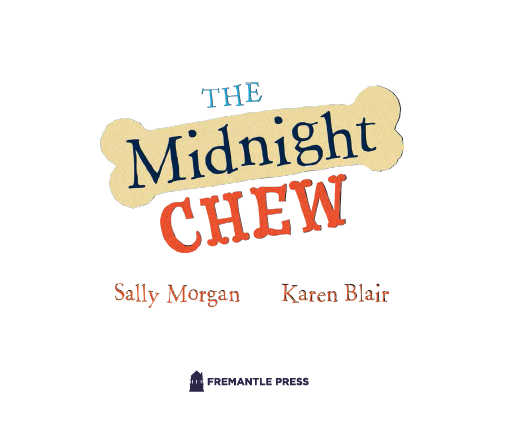 THE
Midnight
CHEW
Sally Morgan Karen Blair
FREMANTLE PRESS